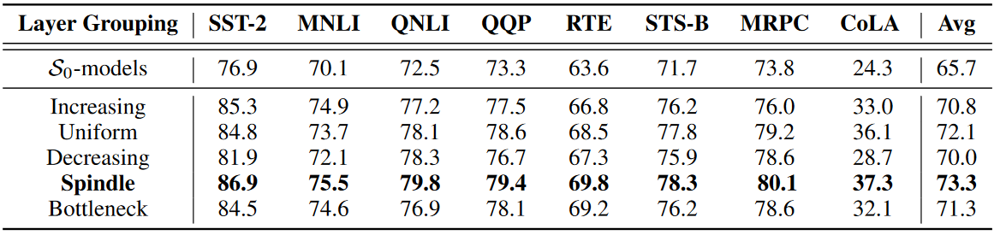 Layer Grouping SST-2 MNLI QNLI QQP RTE STS-B MRPC CoLA Avg
S0-models 76.9 70.1 72.5 73.3 63.6 71.7 73.8 24.3 65.7
Increasing 85.3 74.9 77.2 77.5 66.8 76.2 76.0 33.0 70.8
Uniform 84.8 73.7 78.1 78.6 68.5 77.8 79.2 36.1 72.1
Decreasing 81.9 72.1 78.3 76.7 67.3 75.9 78.6 28.7 70.0
Spindle 86.9 75.5 79.8 79.4 69.8 78.3 80.1 37.3 73.3
Bottleneck 84.5 74.6 76.9 78.1 69.2 76.2 78.6 32.1 71.3